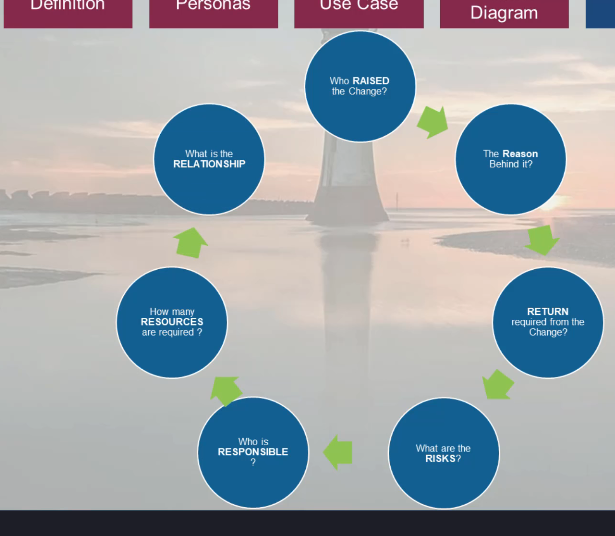 Definition
Personas
Use Case
Diagram
Who RAISED
the Change?
The Reason
Behind it?
RETURN
required from the
Change?
What are the
RISKS?
Who is
RESPONSIBLE
?
How many
RESOURCES
are required ?
What is the
RELATIONSHIP